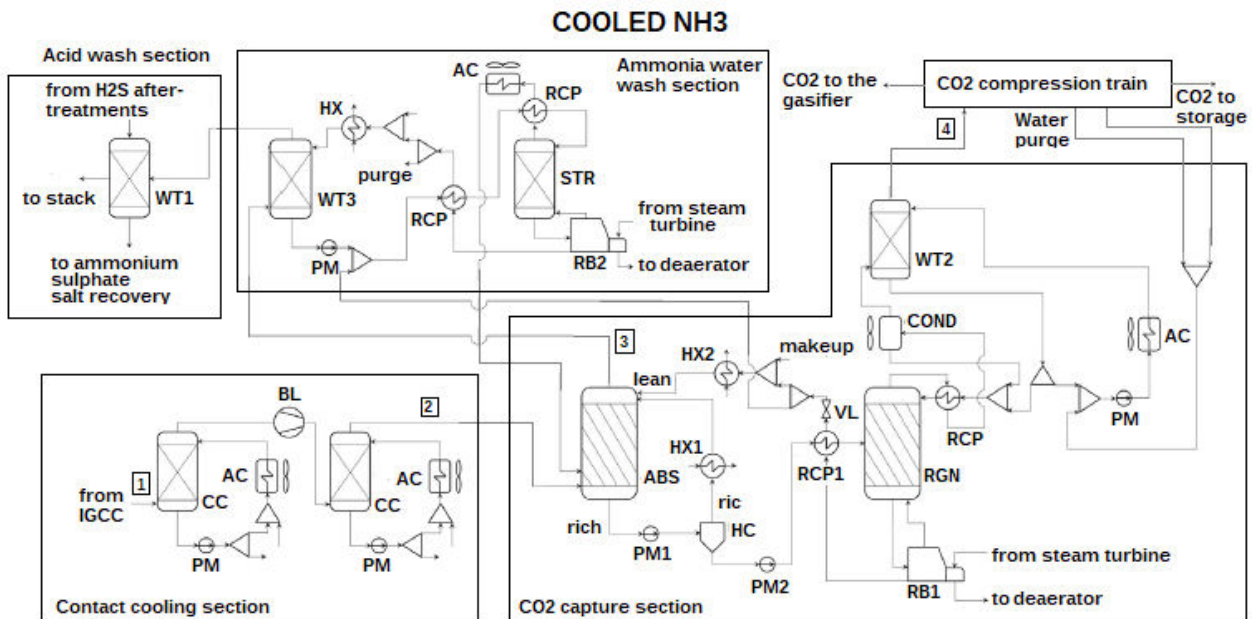 COOLED NH3
Acid wash section
from H2S after-
treatments
WT1
to stack
to ammonium
sulphate
salt recovery
Ammonia water
wash section
AC
RCP
HX
purge
WT3
RCP
STR
from steam
turbine
PM
RB2
to deaerator
CO2 to the
gasifier
CO2 compression train
CO2 to
storage
Water
purge
4
WT2
COND
AC
PM
RCP
3
HX2
makeup
lean
VL
HX1
ABS
RCP1
RGN
ric
rich
HC
PM1
PM2
RB1
from steam turbine
to deaerator
CO2 capture section
BL
2
AC
AC
1
from
IGCC
CC
CC
PM
PM
Contact cooling section